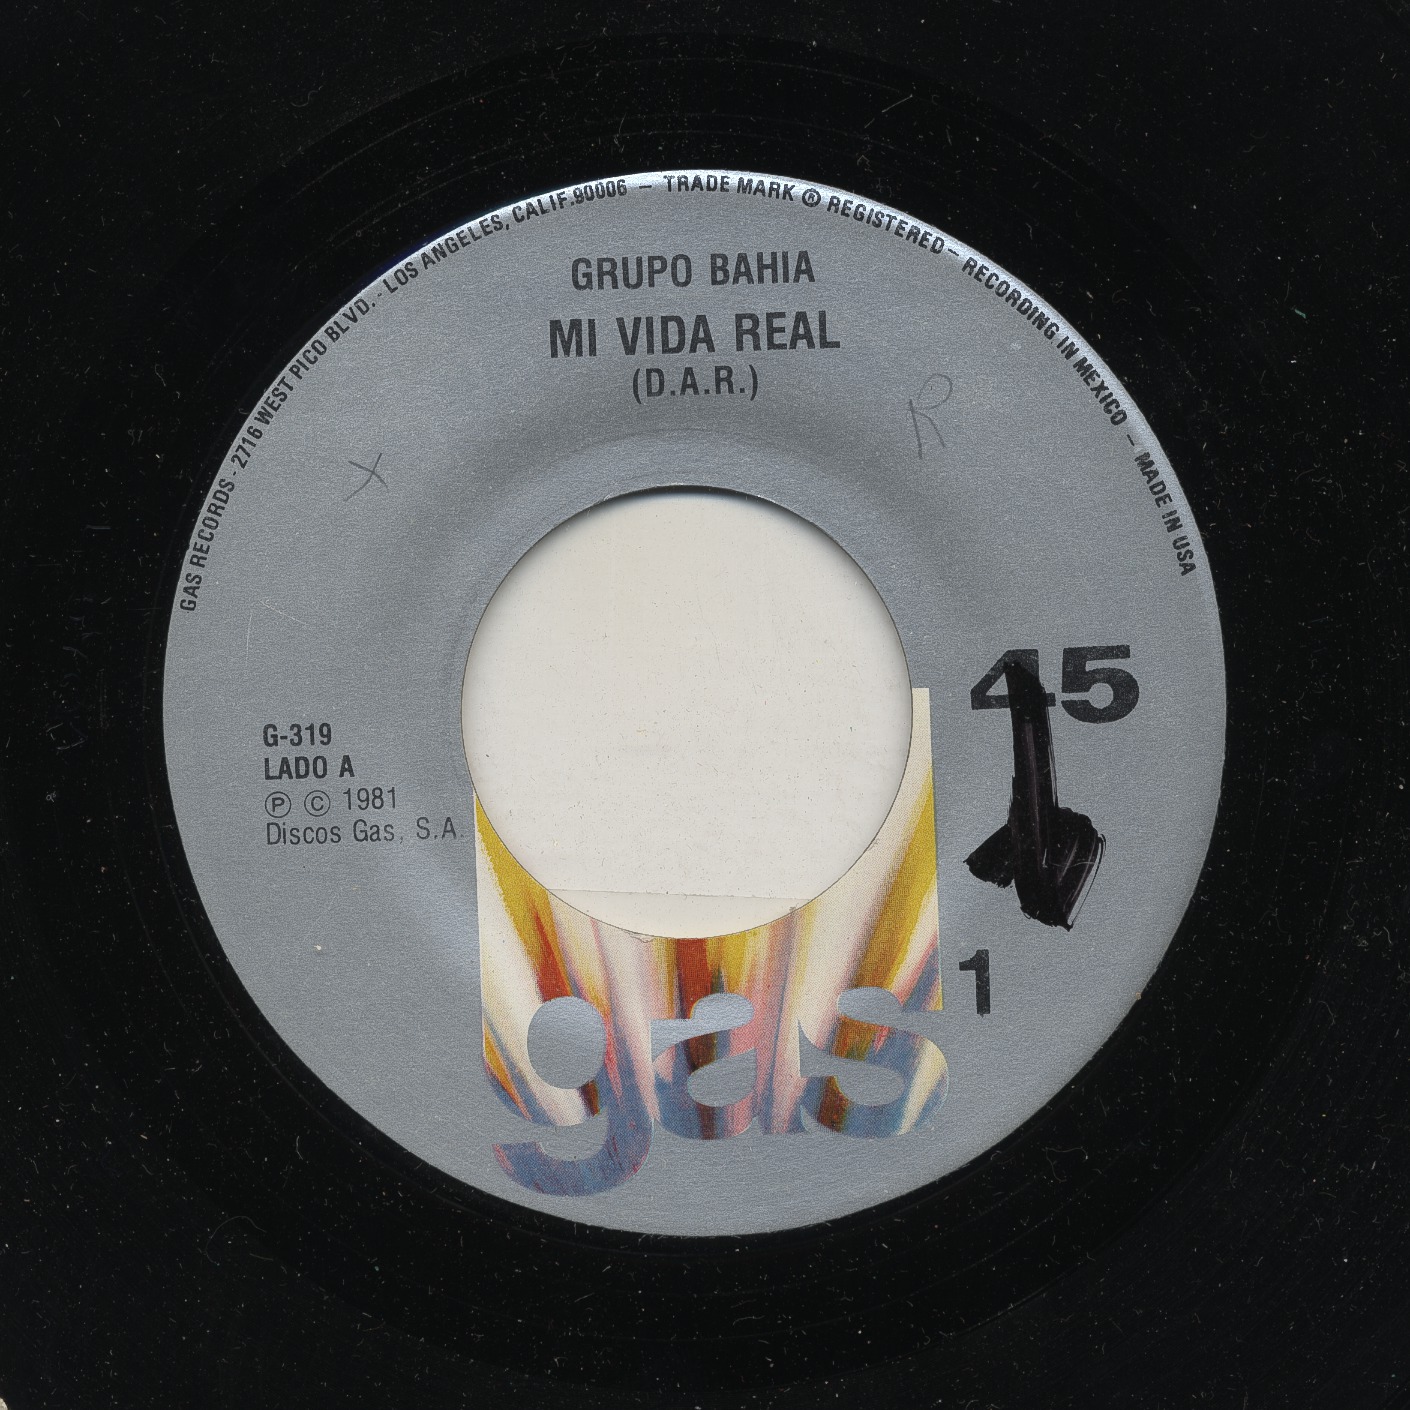 GAS RECORDS - 2716 WEST PICO BLVD. - LOS ANGELES, CALIF. 90006 — TRADE MARK ® REGISTERED — RECORDING IN MEXICO — MADE IN USA
GRUPO BAHIA
MI VIDA REAL
(D.A.R.)
X
R
45
G-319
LADO A
Ⓟ © 1981
Discos Gas, S.A.
1
gas